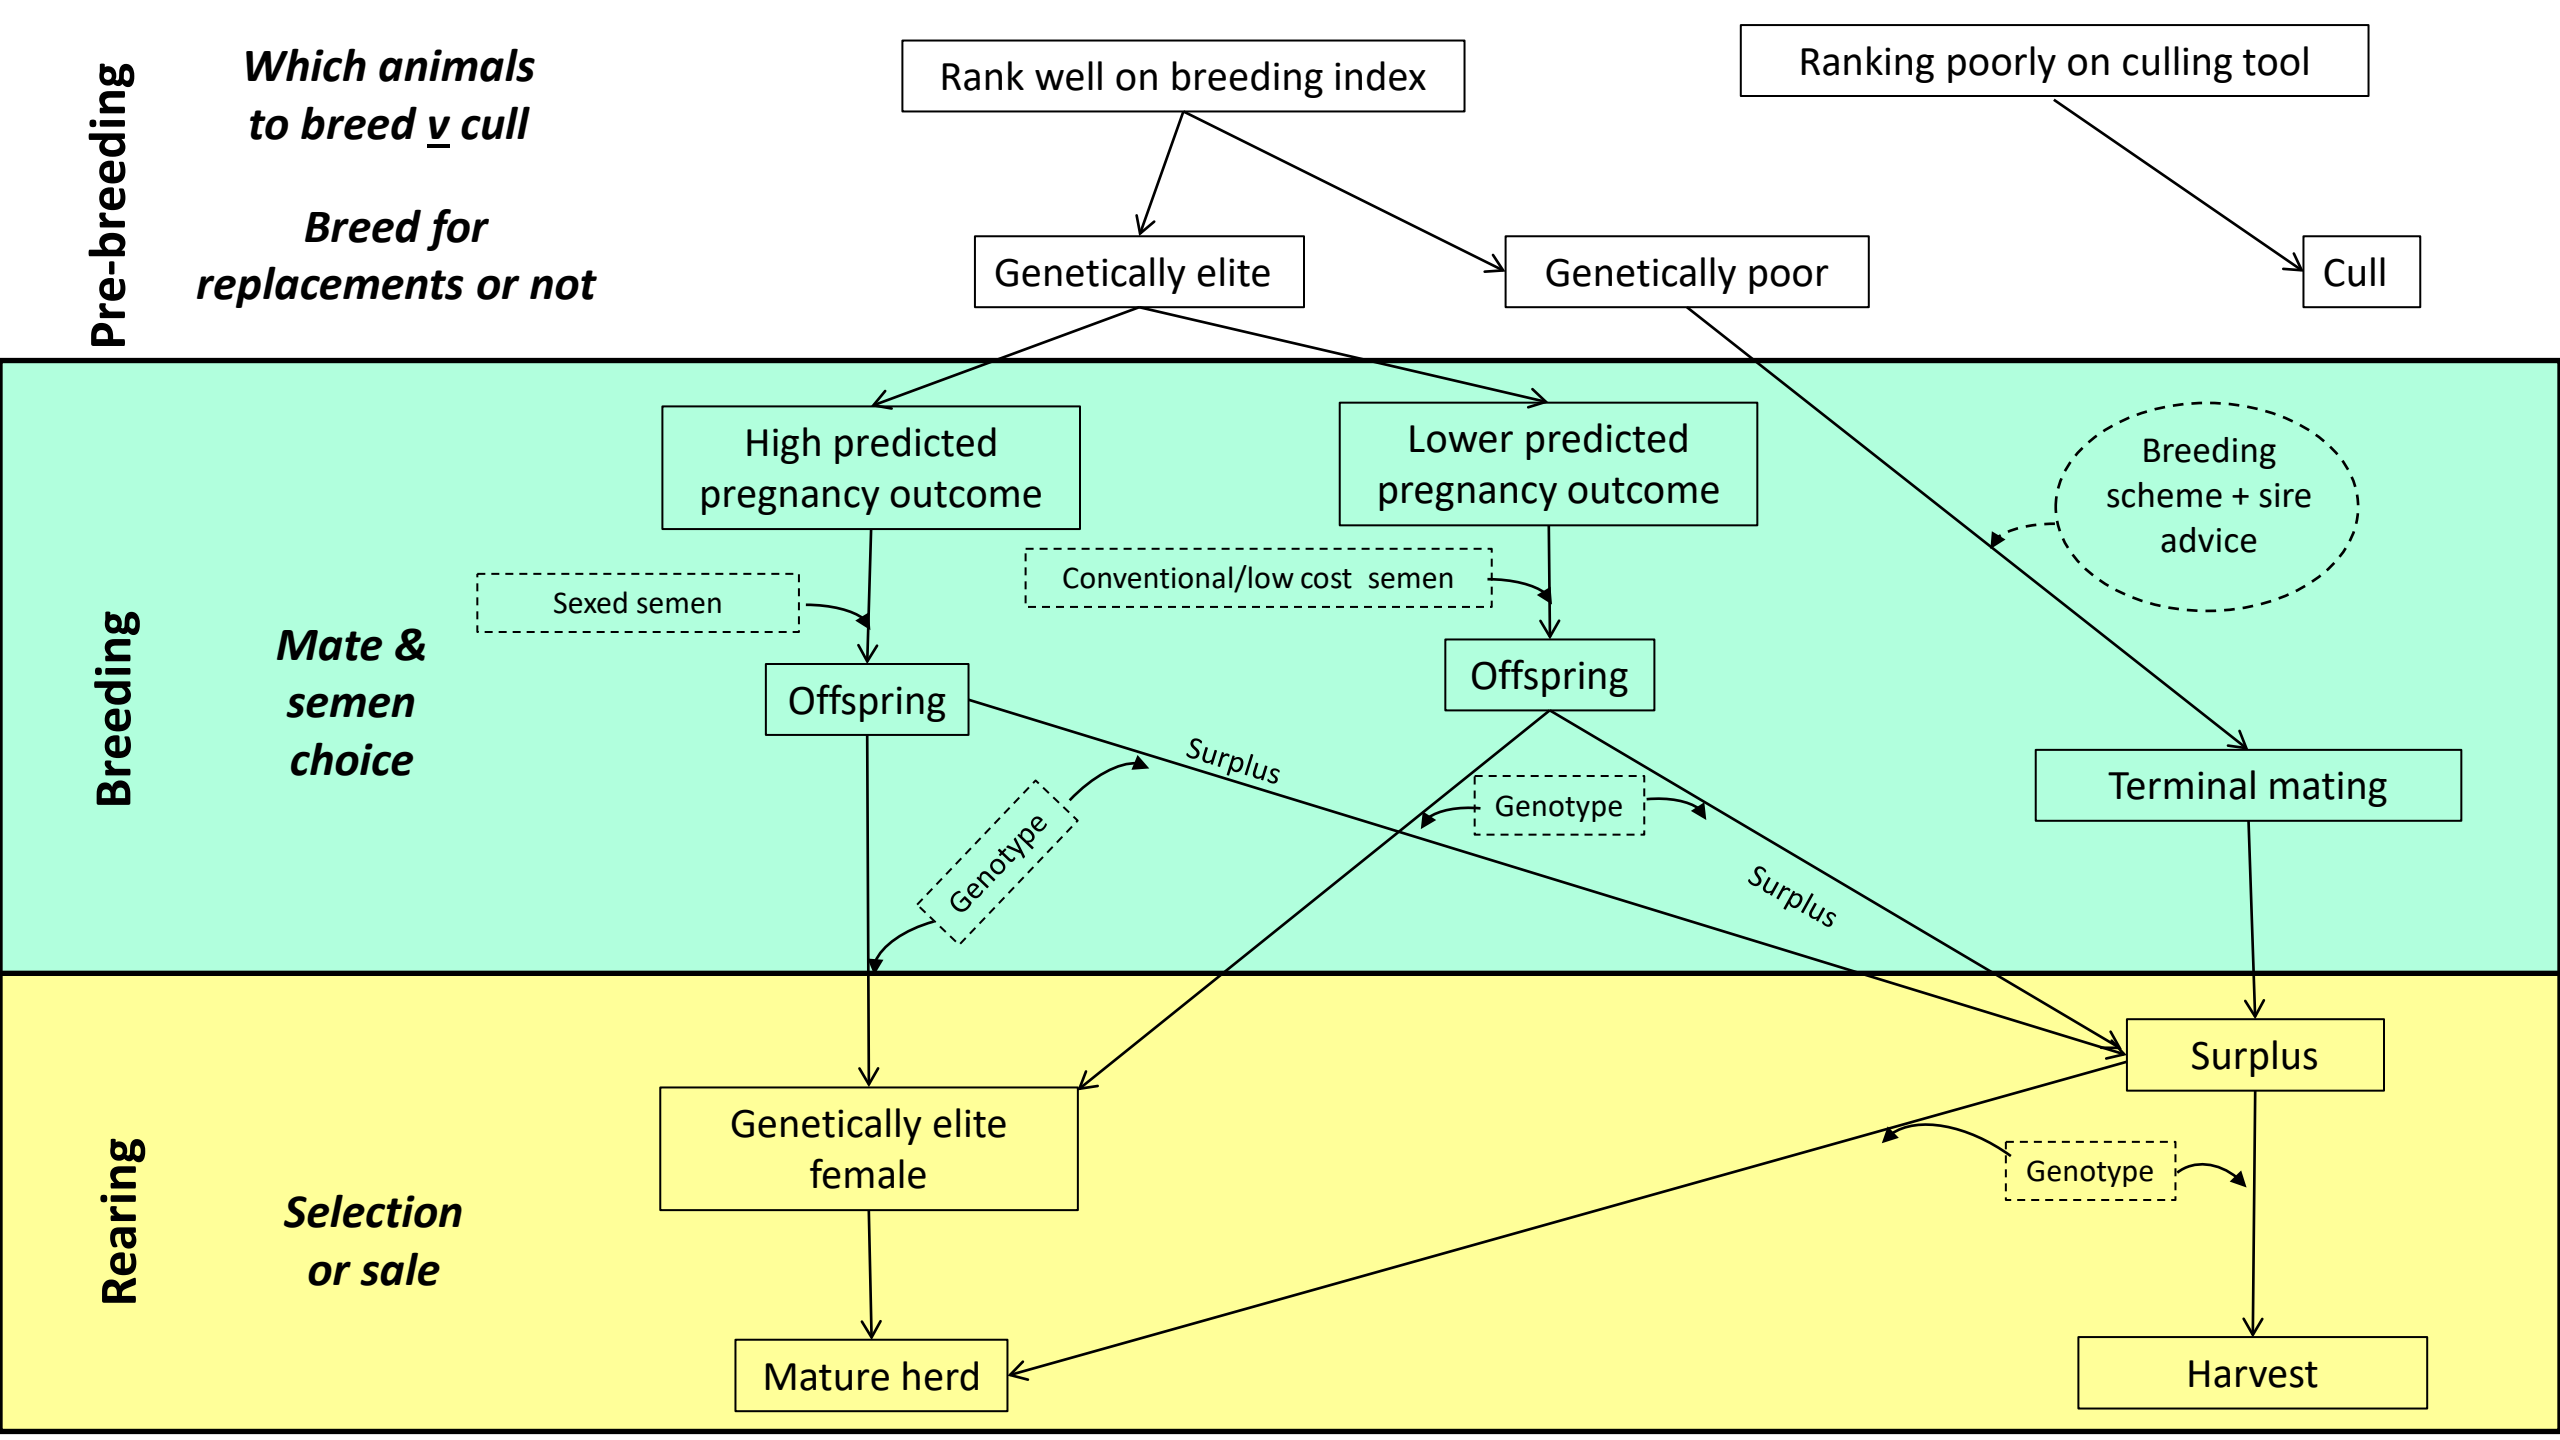 Pre-breeding
Which animals
to breed v cull
Breed for
replacements or not
Rank well on breeding index
Ranking poorly on culling tool
Genetically elite
Genetically poor
Cull
Breeding
Mate &
semen
choice
High predicted
pregnancy outcome
Lower predicted
pregnancy outcome
Breeding
scheme + sire
advice
Sexed semen
Conventional/low cost  semen
Offspring
Offspring
Surplus
Genotype
Genotype
Surplus
Terminal mating
Rearing
Selection
or sale
Surplus
Genetically elite
female
Genotype
Mature herd
Harvest